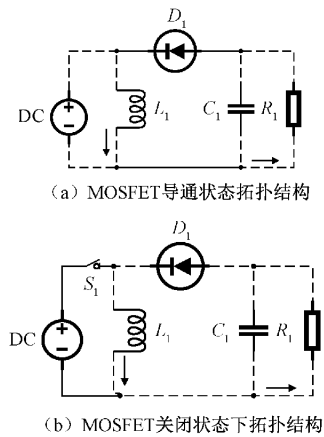 D₁
DC
L₁
C₁ R₁
（a）MOSFET导通状态拓扑结构
D₁
S₁
DC
L₁
C₁ R₁
（b）MOSFET关闭状态下拓扑结构